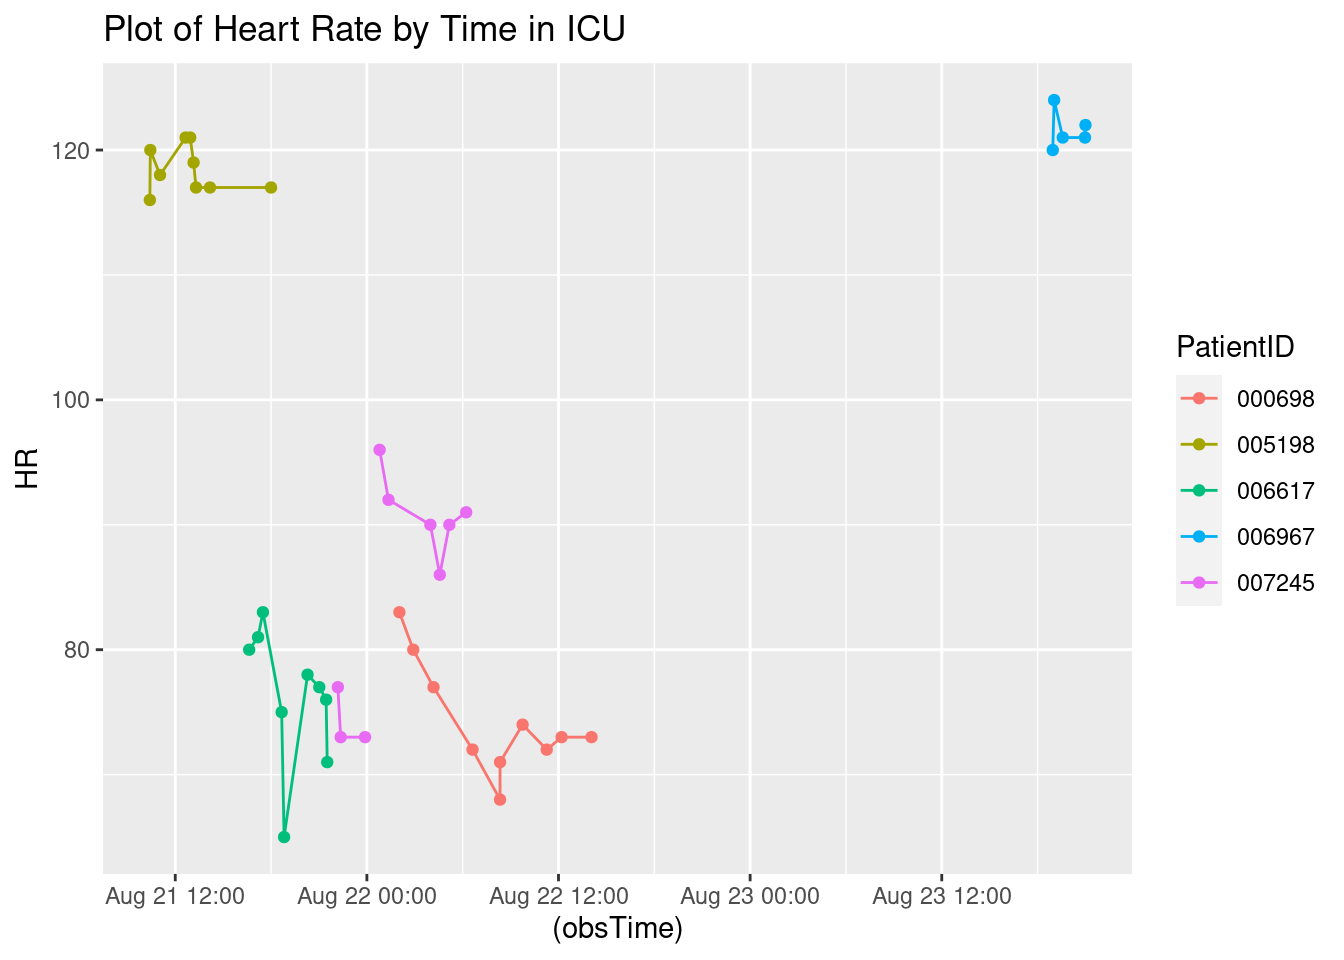 Plot of Heart Rate by Time in ICU
120
100
80
HR
Aug 21 12:00 Aug 22 00:00 Aug 22 12:00 Aug 23 00:00 Aug 23 12:00
(obsTime)
PatientID
000698
005198
006617
006967
007245